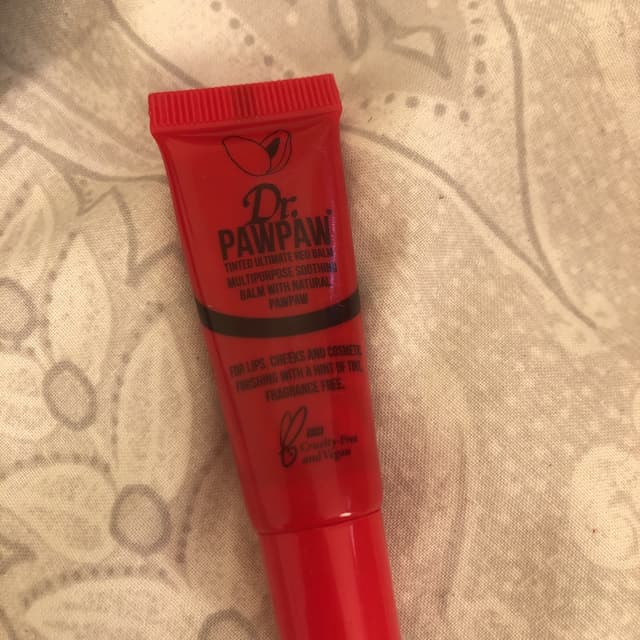 Dr.
PAWPAW
TINTED ULTIMATE RED BALM
MULTIPURPOSE SOOTHING
BALM WITH NATURAL
PAWPAW
FOR LIPS, CHEEKS AND COSMETIC
FINISHING WITH A HINT OF TINT.
FRAGRANCE FREE.
Cruelty-Free
and Vegan